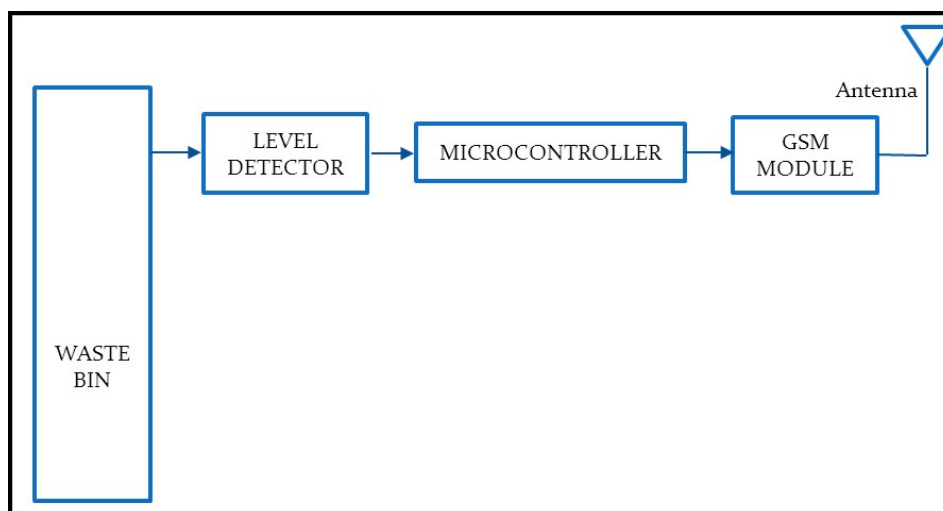 Antenna
LEVEL
DETECTOR
MICROCONTROLLER
GSM
MODULE
WASTE
BIN